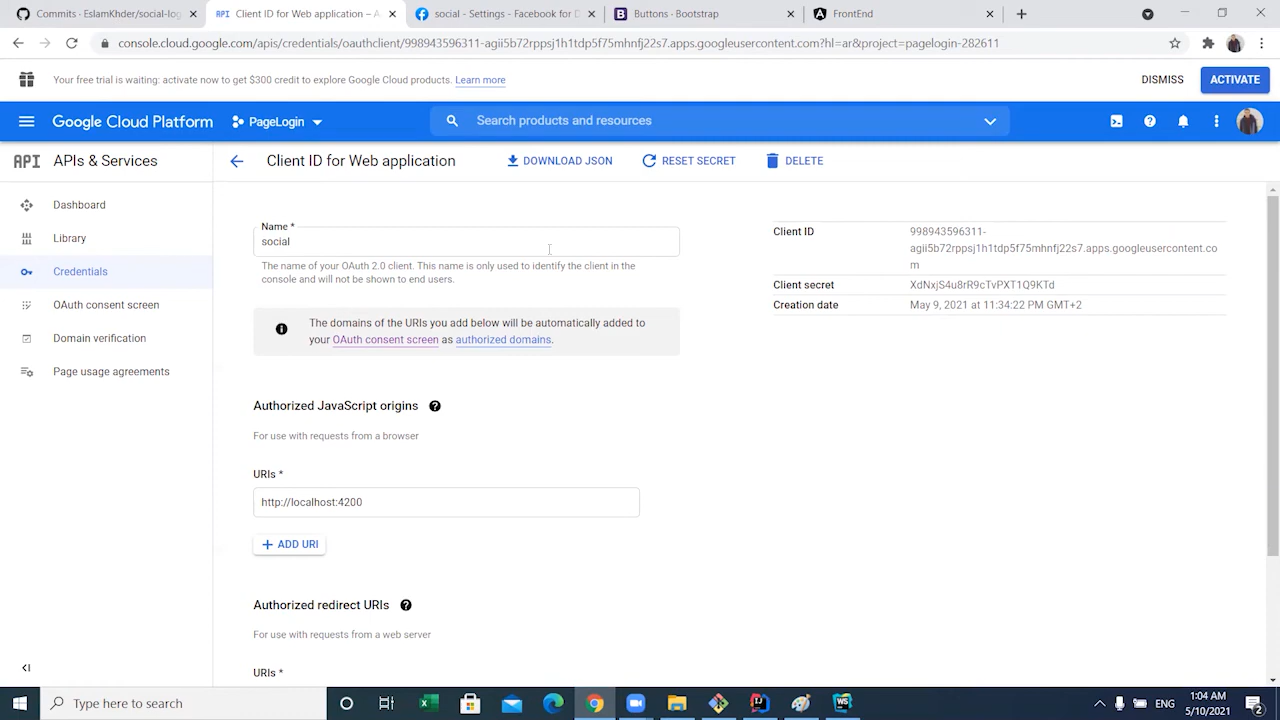 Commits · EslamKhder/social-log
Client ID for Web application – A
social - Settings - Facebook for D
Buttons · Bootstrap
FrontEnd
console.cloud.google.com/apis/credentials/oauthclient/998943596311-agii5b72rppsj1h1tdp5f75mhnfj22s7.apps.googleusercontent.com?hl=ar&project=pagelogin-282611
Your free trial is waiting: activate now to get $300 credit to explore Google Cloud products. Learn more
DISMISS
ACTIVATE
Google Cloud Platform
PageLogin
Search products and resources
API
APIs & Services
Client ID for Web application
DOWNLOAD JSON
RESET SECRET
DELETE
Dashboard
Library
Credentials
OAuth consent screen
Domain verification
Page usage agreements
Name *
social
The name of your OAuth 2.0 client. This name is only used to identify the client in the
console and will not be shown to end users.
The domains of the URIs you add below will be automatically added to
your OAuth consent screen as authorized domains.
Authorized JavaScript origins
For use with requests from a browser
URIs *
http://localhost:4200
ADD URI
Authorized redirect URIs
For use with requests from a web server
URIs *
Client ID
998943596311-
agii5b72rppsj1h1tdp5f75mhnfj22s7.apps.googleusercontent.co
m
Client secret
XdNxjS4u8rR9cTvPXT1Q9KTd
Creation date
May 9, 2021 at 11:34:22 PM GMT+2
Type here to search
ENG
1:04 AM
5/10/2021
2